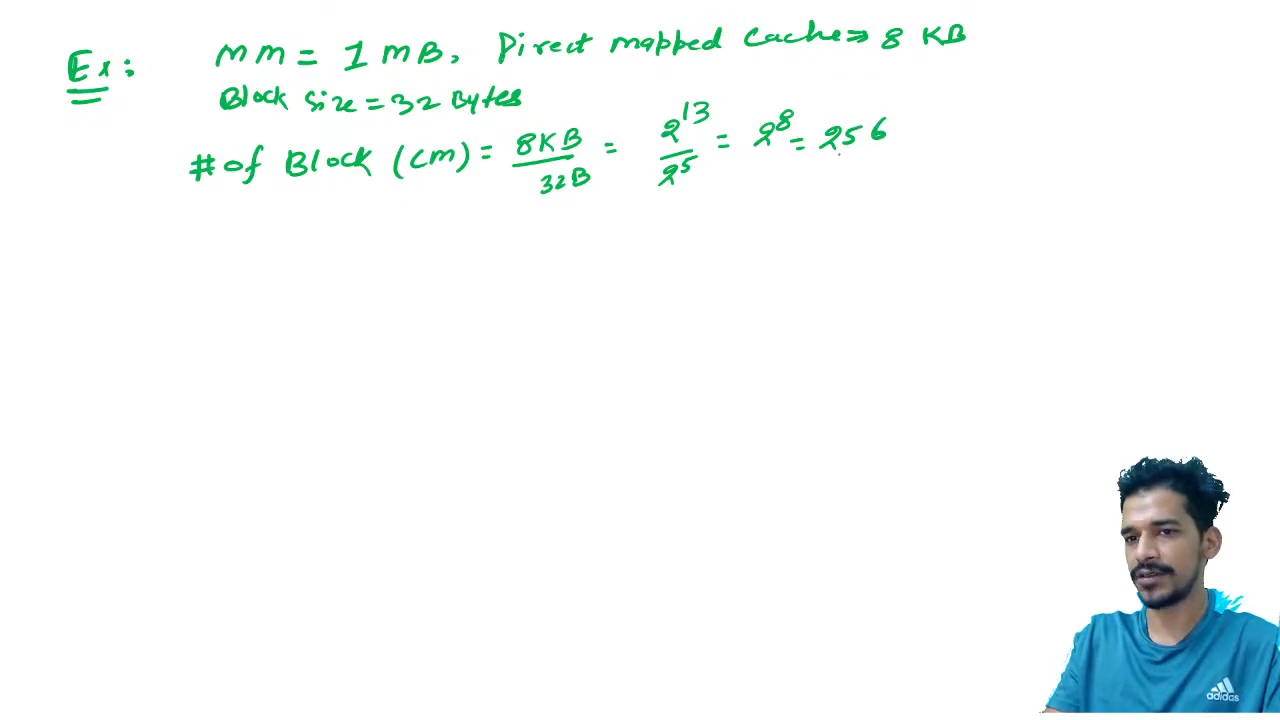 Ex: MM = 1 MB, Direct mapped Cache ⇒ 8 KB
Block Size = 32 Bytes
# of Block (CM) = 8KB/32B = 2^13/2^5 = 2^8 = 256
adidas